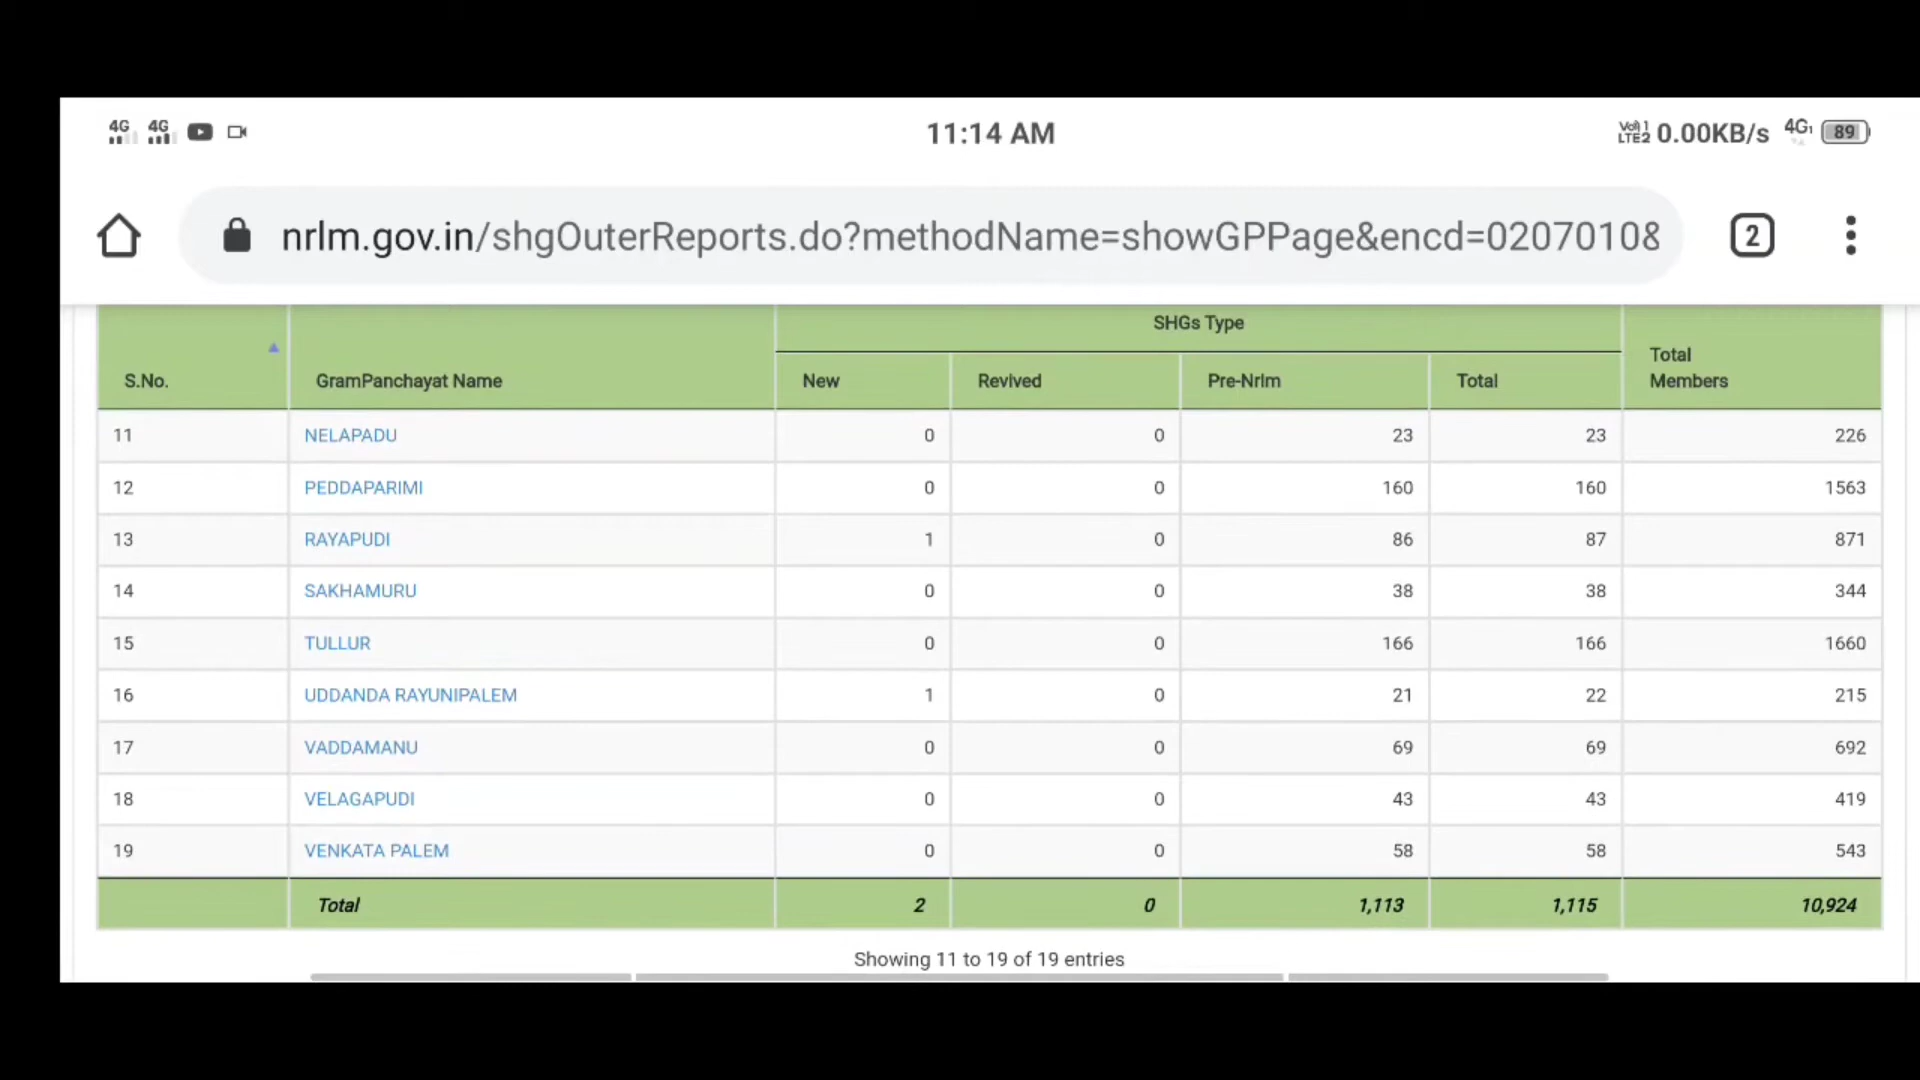 4G 4G 11:14 AM Vo) 1 LTE2 0.00KB/s 4G 89
nrlm.gov.in/shgOuterReports.do?methodName=showGPPage&encd=0207010&
2
SHGs Type
S.No. GramPanchayat Name New Revived Pre-Nrlm Total Total Members
11 NELAPADU 0 0 23 23 226
12 PEDDAPARIMI 0 0 160 160 1563
13 RAYAPUDI 1 0 86 87 871
14 SAKHAMURU 0 0 38 38 344
15 TULLUR 0 0 166 166 1660
16 UDDANDA RAYUNIPALEM 1 0 21 22 215
17 VADDAMANU 0 0 69 69 692
18 VELAGAPUDI 0 0 43 43 419
19 VENKATA PALEM 0 0 58 58 543
Total 2 0 1,113 1,115 10,924
Showing 11 to 19 of 19 entries